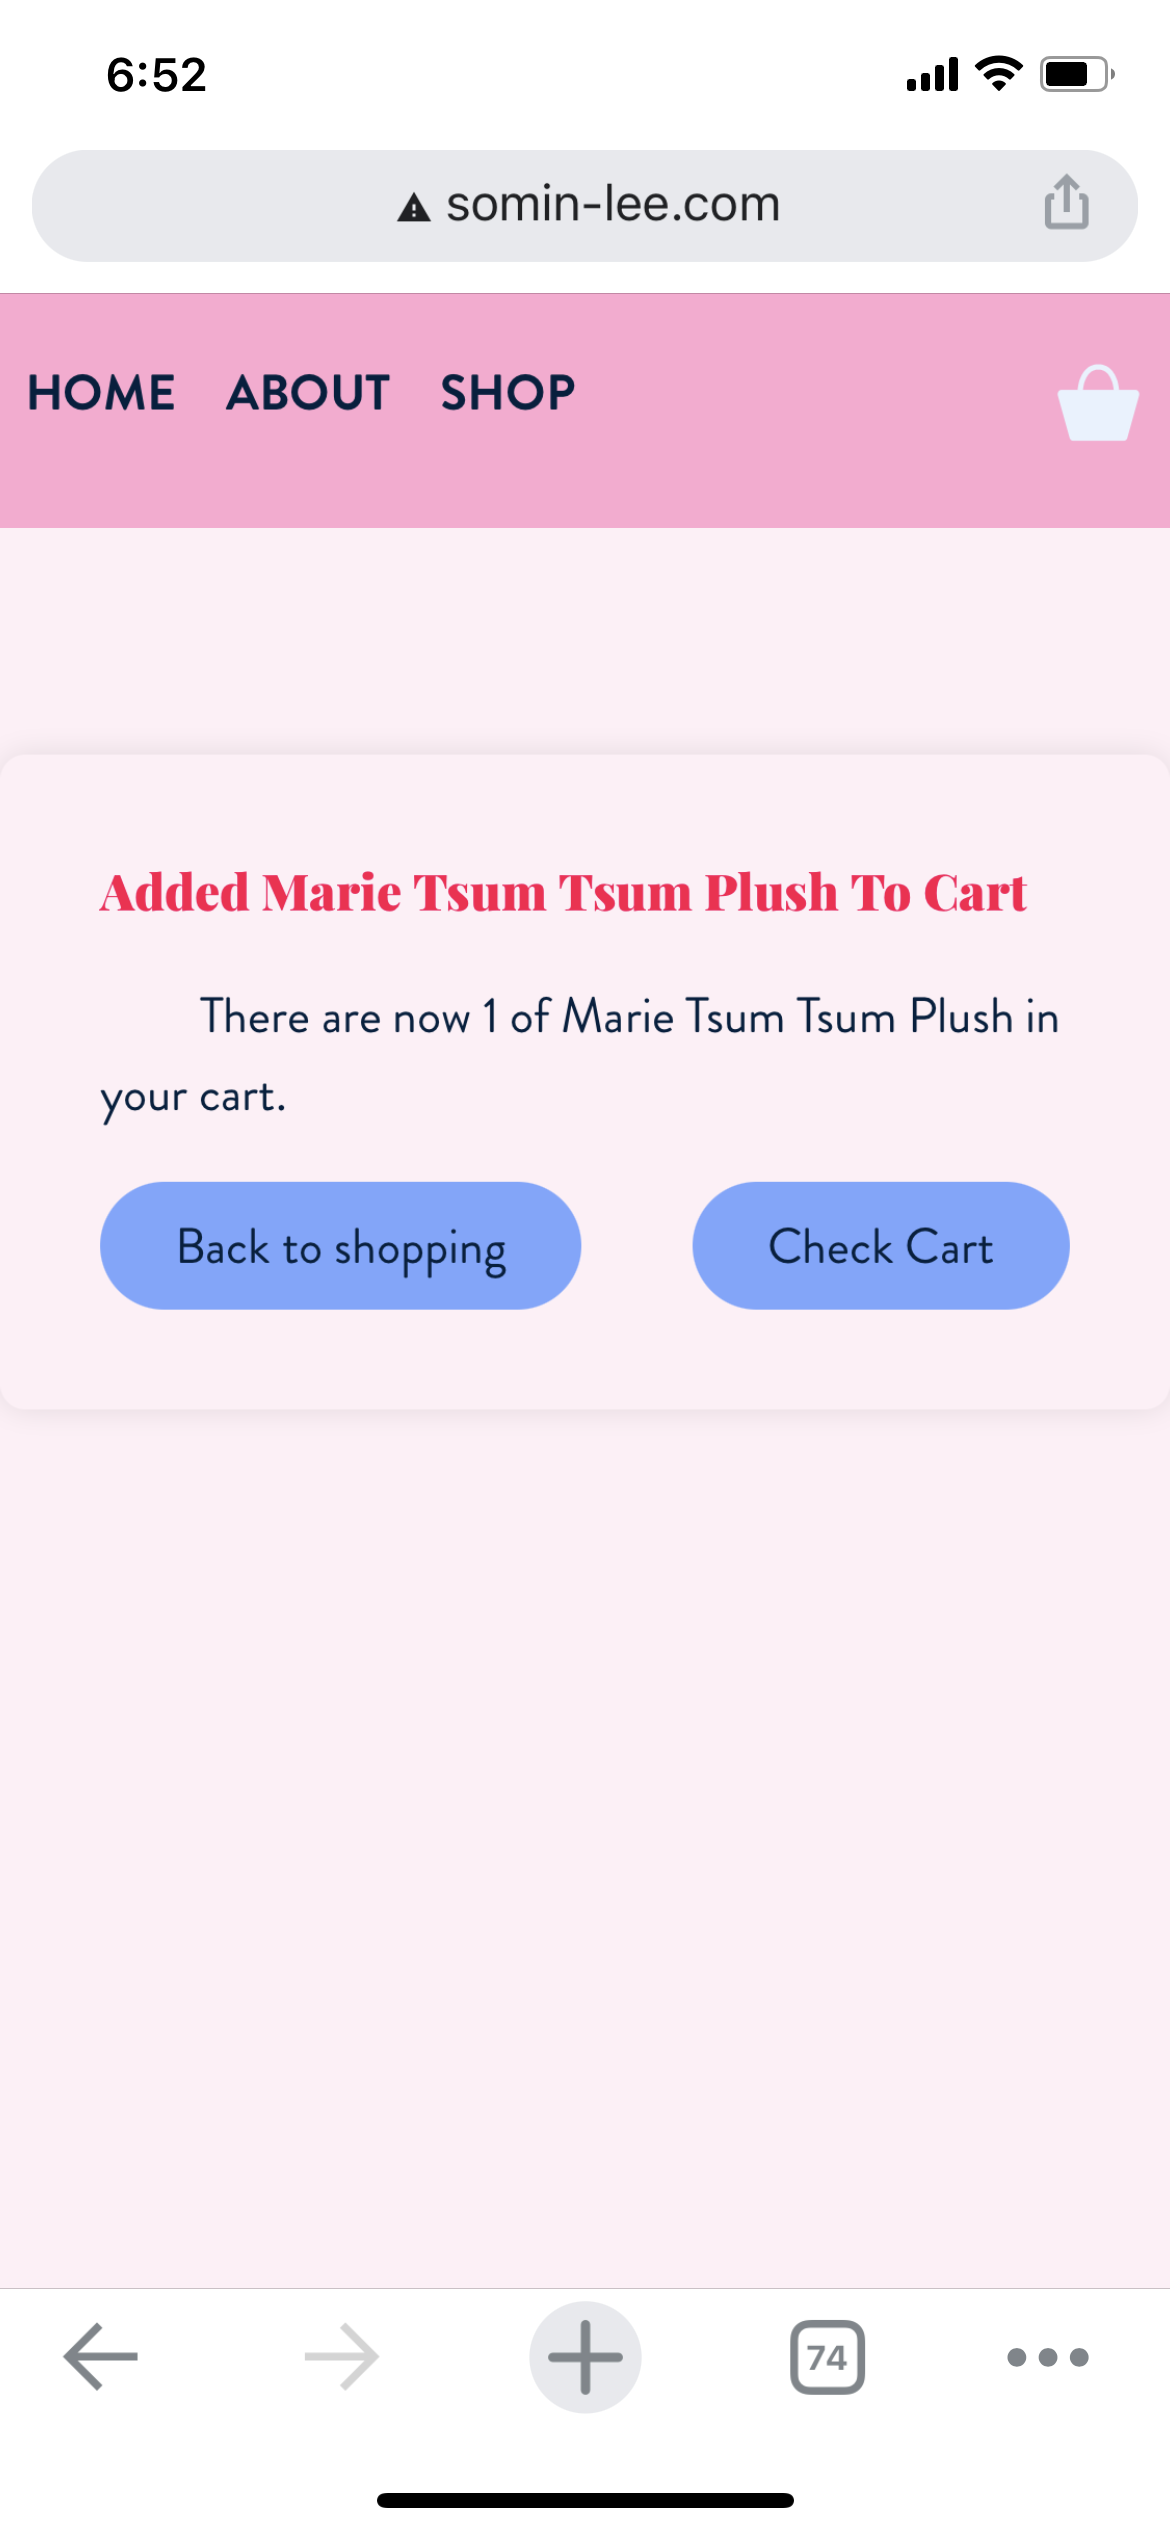 6:52
somin-lee.com
HOME ABOUT SHOP
Added Marie Tsum Tsum Plush To Cart
There are now 1 of Marie Tsum Tsum Plush in
your cart.
Back to shopping Check Cart
74